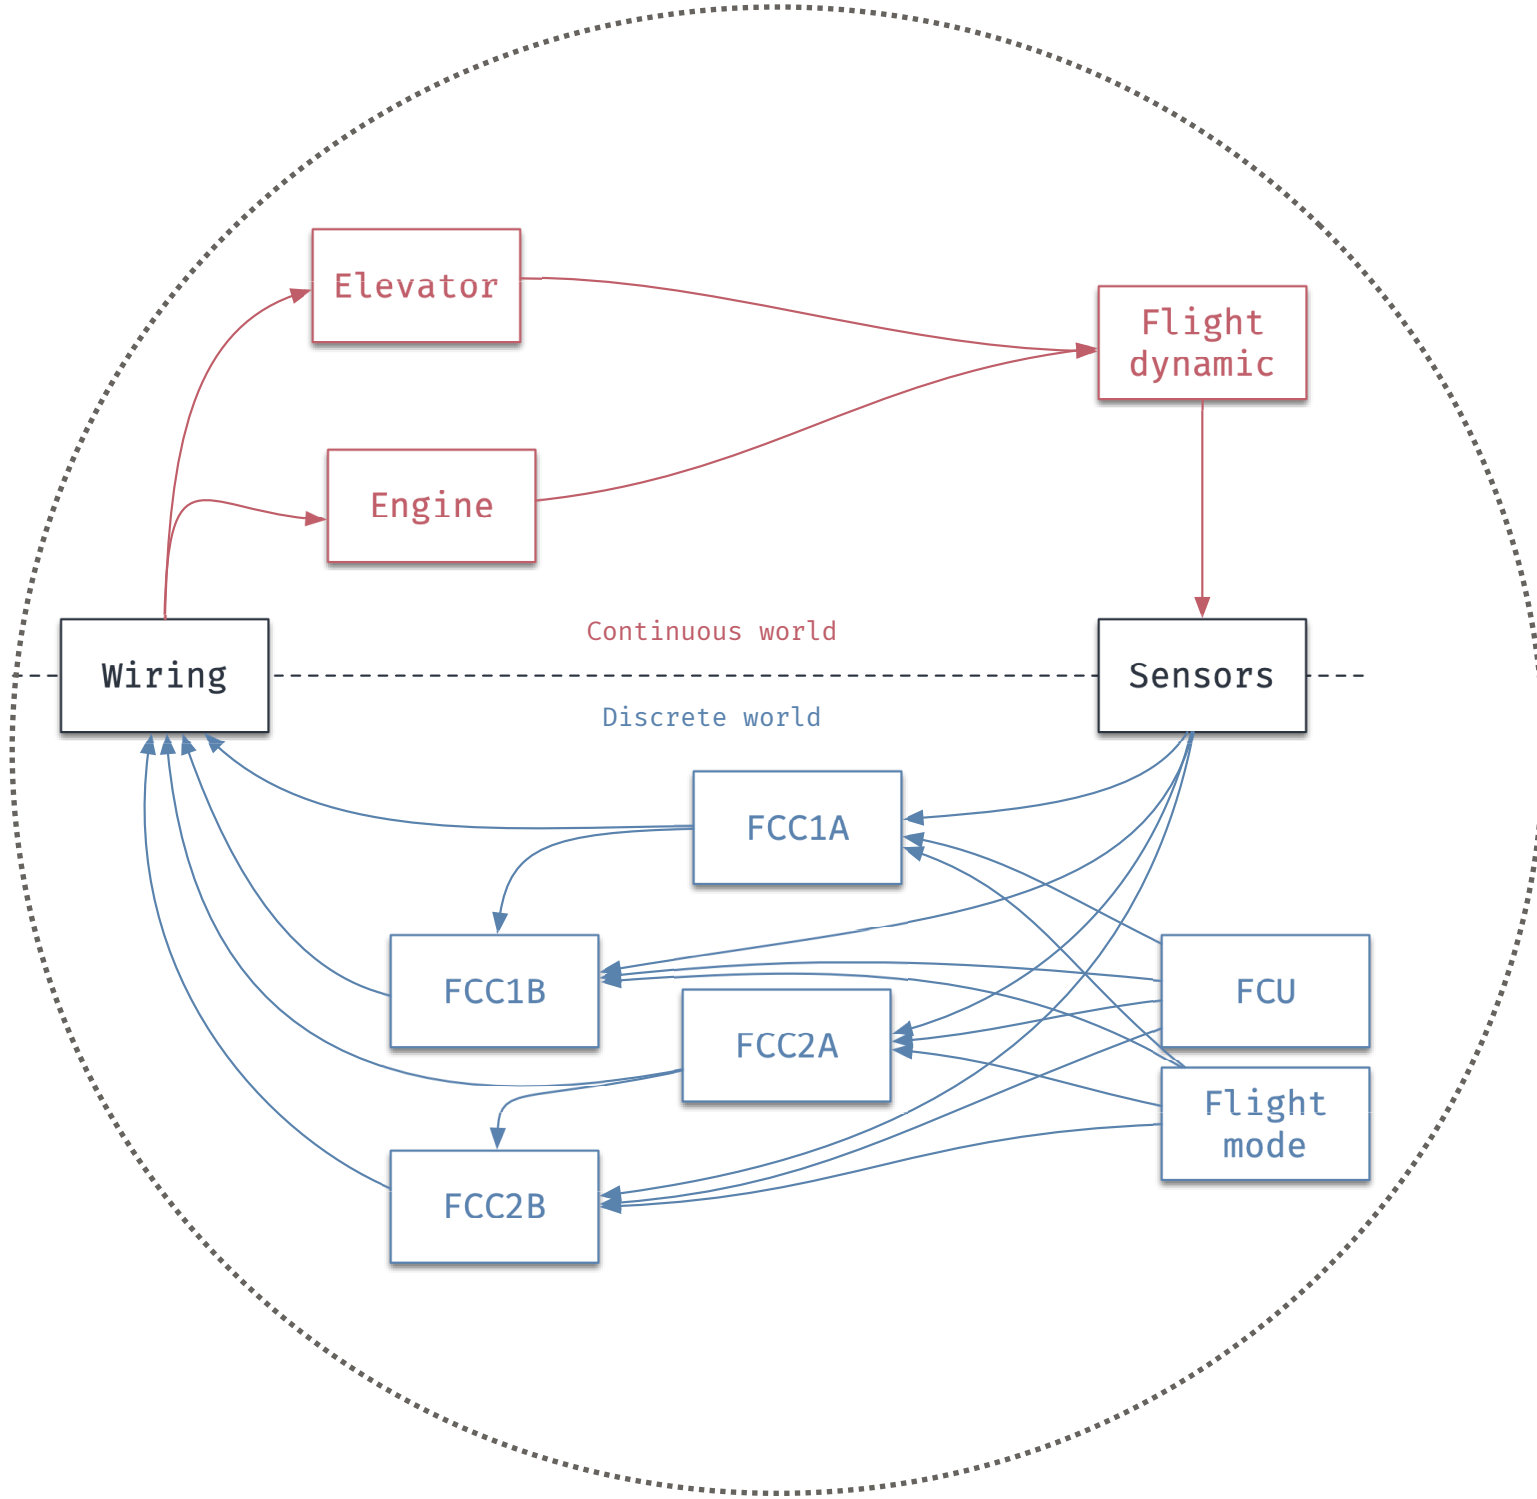 Elevator
Flight
dynamic
Engine
Continuous world
Wiring
Sensors
Discrete world
FCC1A
FCC1B
FCU
FCC2A
Flight
mode
FCC2B